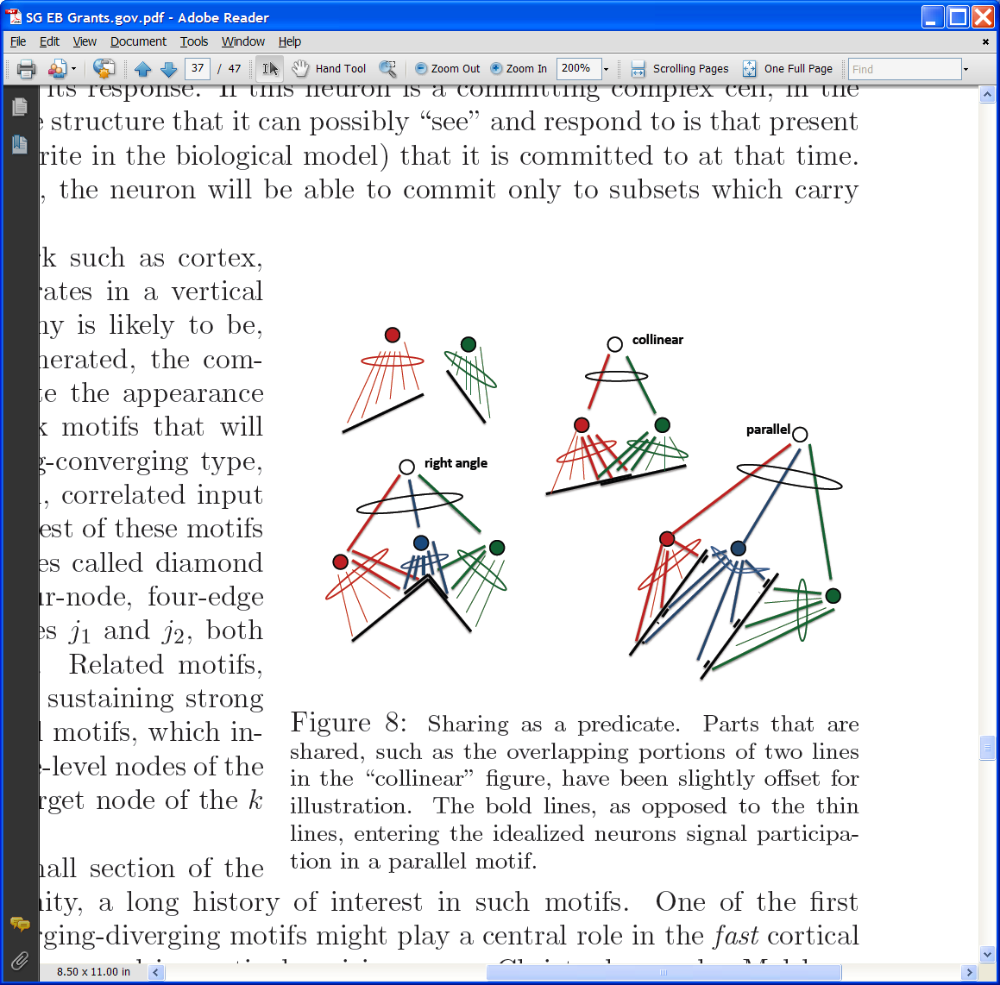 SG EB Grants.gov.pdf - Adobe Reader
File Edit View Document Tools Window Help
37 / 47 Hand Tool Zoom Out Zoom In 200% Scrolling Pages One Full Page Find
its response. If this neuron is a committing complex cell, in the
e structure that it can possibly “see” and respond to is that present
rite in the biological model) that it is committed to at that time.
, the neuron will be able to commit only to subsets which carry
rk such as cortex,
rates in a vertical
ny is likely to be,
nerated, the com-
te the appearance
k motifs that will
g-converging type,
, correlated input
est of these motifs
es called diamond
ur-node, four-edge
es j1 and j2, both
. Related motifs,
sustaining strong
l motifs, which in-
e-level nodes of the
rget node of the k
collinear
parallel
right angle
Figure 8: Sharing as a predicate. Parts that are
shared, such as the overlapping portions of two lines
in the “collinear” figure, have been slightly offset for
illustration. The bold lines, as opposed to the thin
lines, entering the idealized neurons signal participa-
tion in a parallel motif.
mall section of the
nity, a long history of interest in such motifs. One of the first
rging-diverging motifs might play a central role in the fast cortical
8.50 x 11.00 in